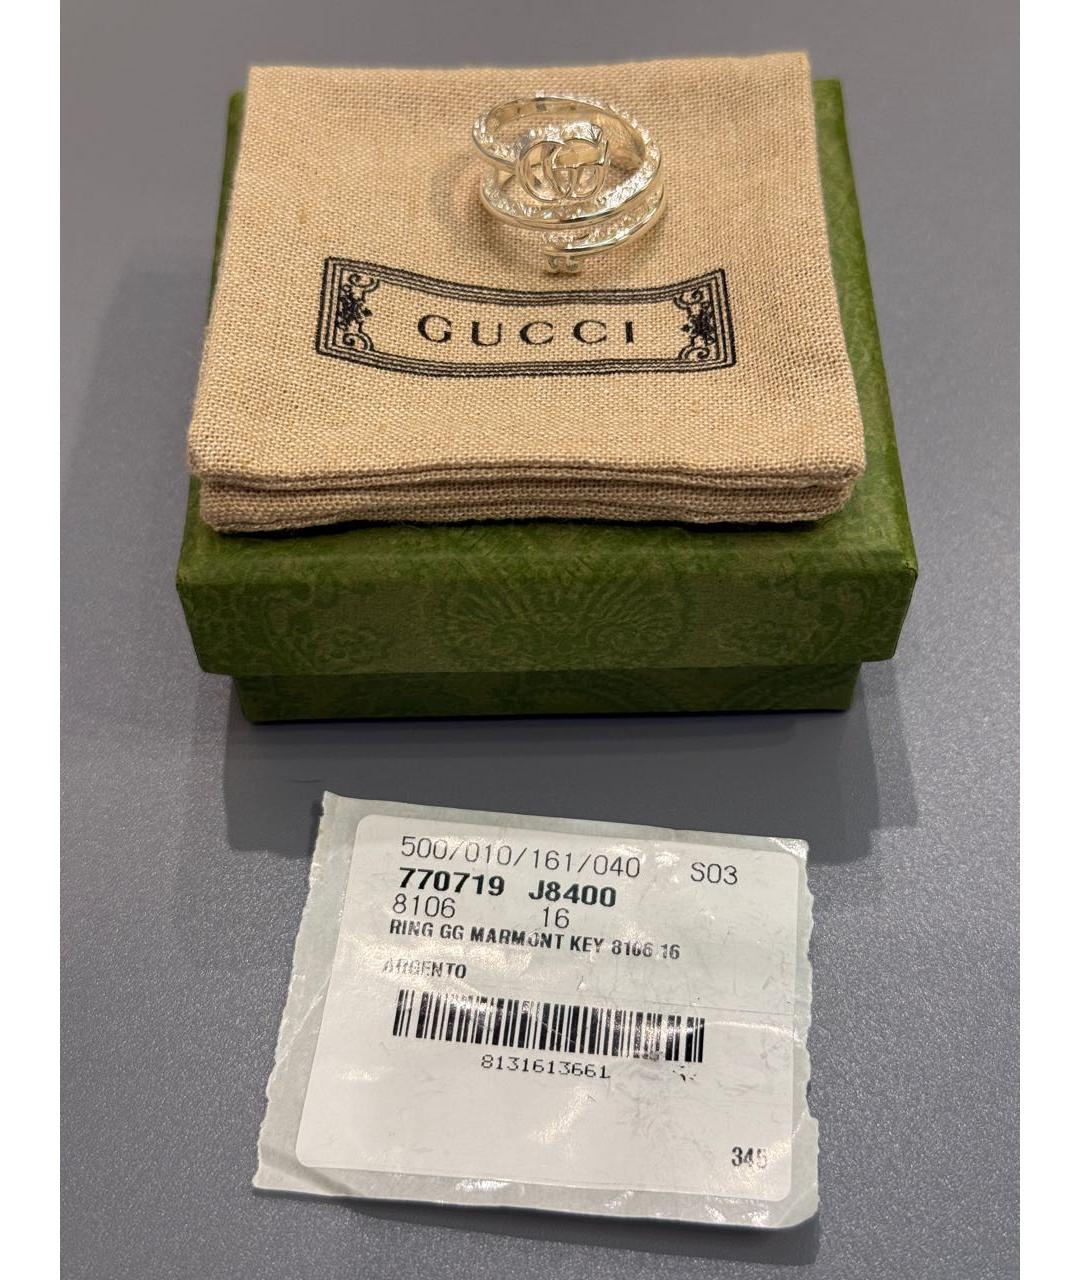 GUCCI
500/010/161/040 S03
770719 J8400
8106 16
RING GG MARMONT KEY 8106 16
ARGENTO
8131613661
345